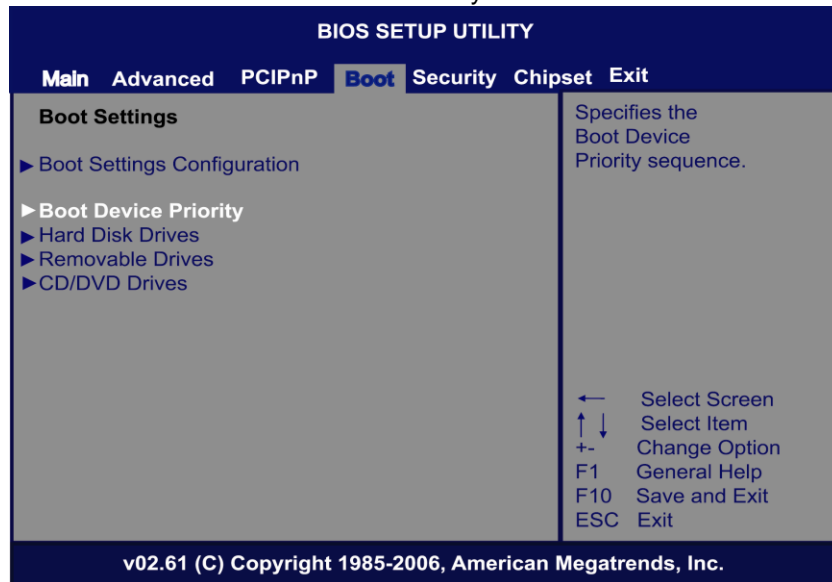 BIOS SETUP UTILITY
Main Advanced PCIPnP Boot Security Chipset Exit
Boot Settings
► Boot Settings Configuration
► Boot Device Priority
► Hard Disk Drives
► Removable Drives
► CD/DVD Drives
Specifies the
Boot Device
Priority sequence.
← Select Screen
↑↓ Select Item
+- Change Option
F1 General Help
F10 Save and Exit
ESC Exit
v02.61 (C) Copyright 1985-2006, American Megatrends, Inc.